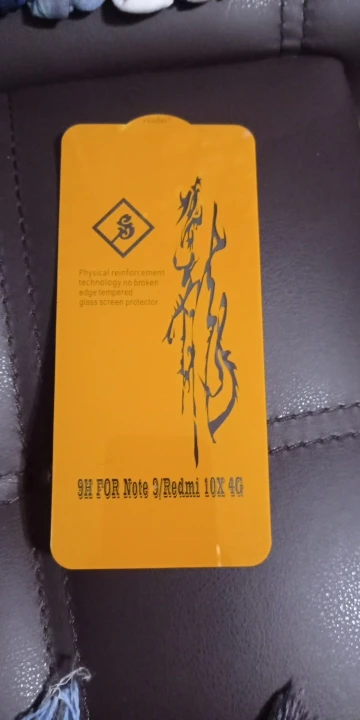 S
Physical reinforcement
technology no broken
edge tempered
glass screen protector
9H FOR Note 3/Redmi 10X 4G